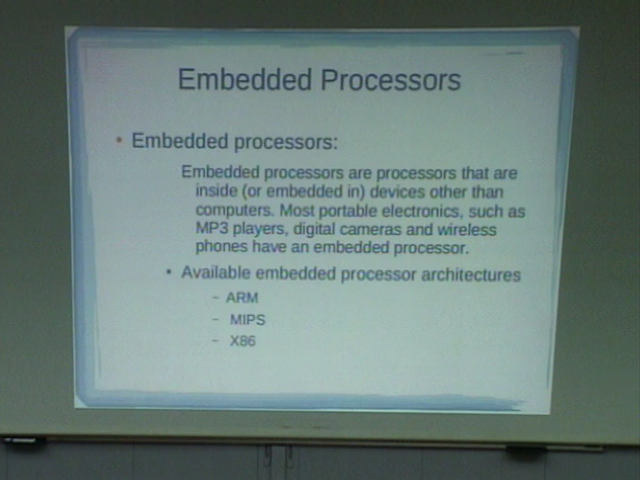 Embedded Processors
• Embedded processors:
Embedded processors are processors that are
inside (or embedded in) devices other than
computers. Most portable electronics, such as
MP3 players, digital cameras and wireless
phones have an embedded processor.
• Available embedded processor architectures
– ARM
– MIPS
– X86